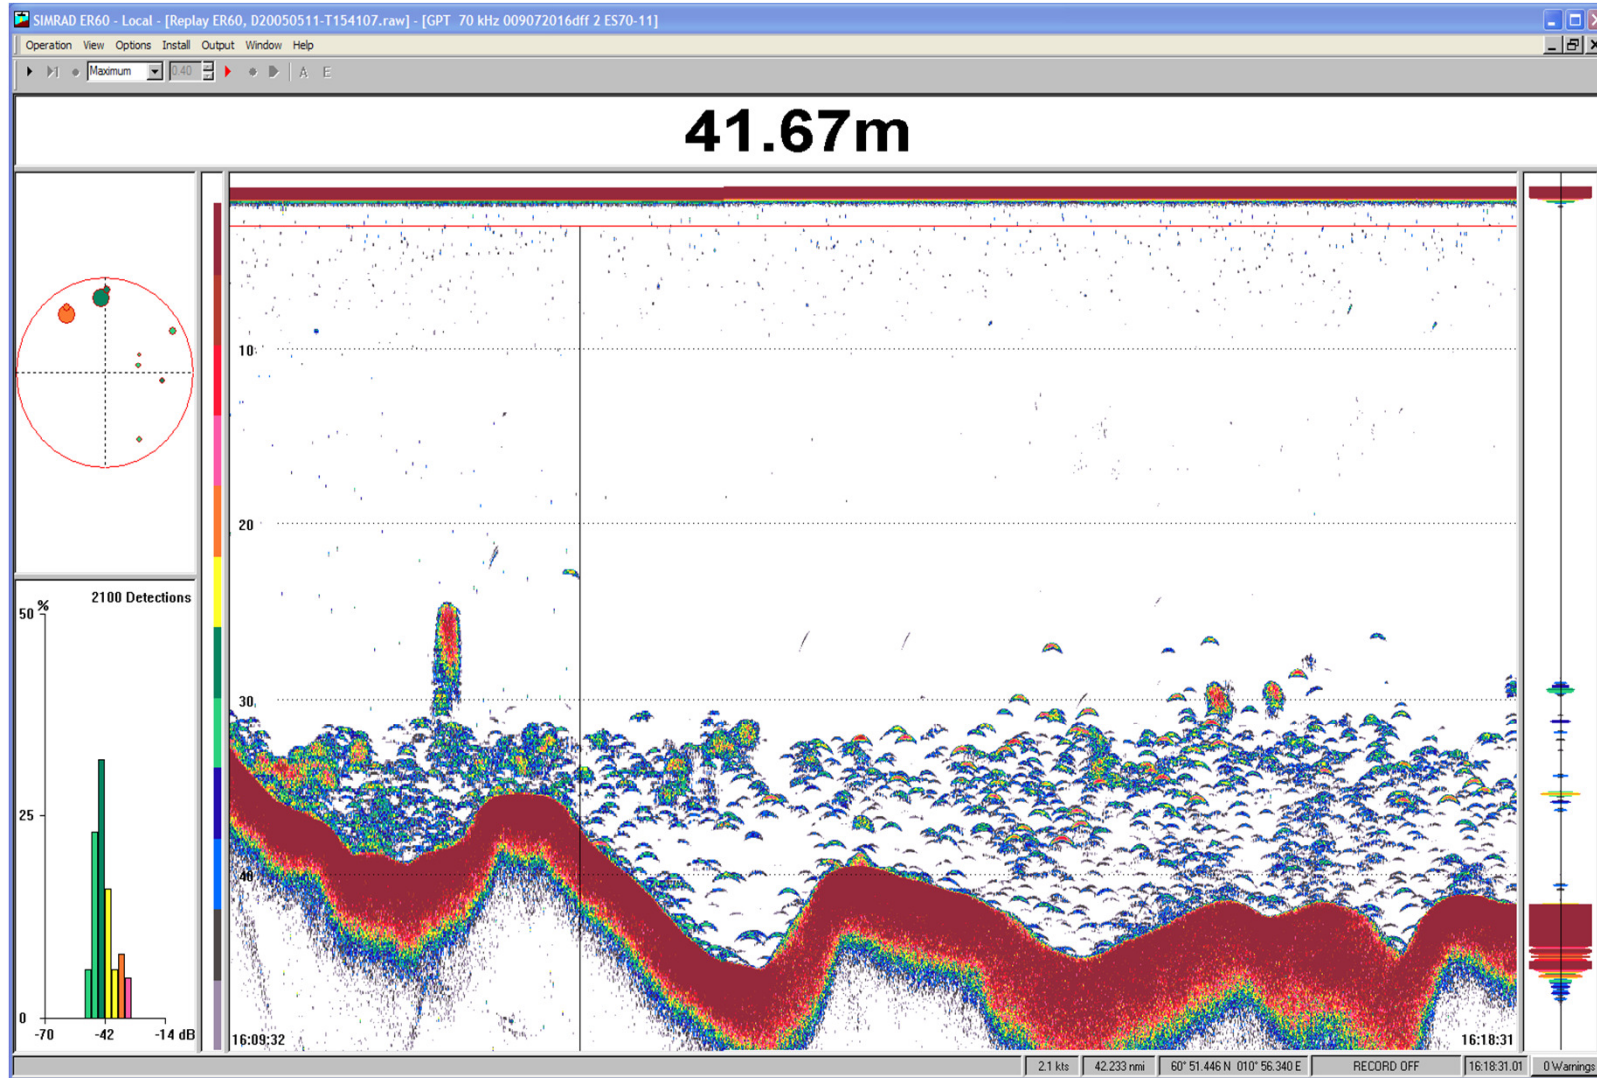 SIMRAD ER60 - Local - [Replay ER60, D20050511-T154107.raw] - [GPT 70 kHz 009072016dff 2 ES70-11]
Operation View Options Install Output Window Help
Maximum 0.40 A E
41.67m
10
20
30
40
2100 Detections
50 %
25
0
-70 -42 -14 dB
16:09:32 16:18:31
2.1 kts 42.233 nmi 60° 51.446 N 010° 56.340 E RECORD OFF 16:18:31.01 0 Warnings